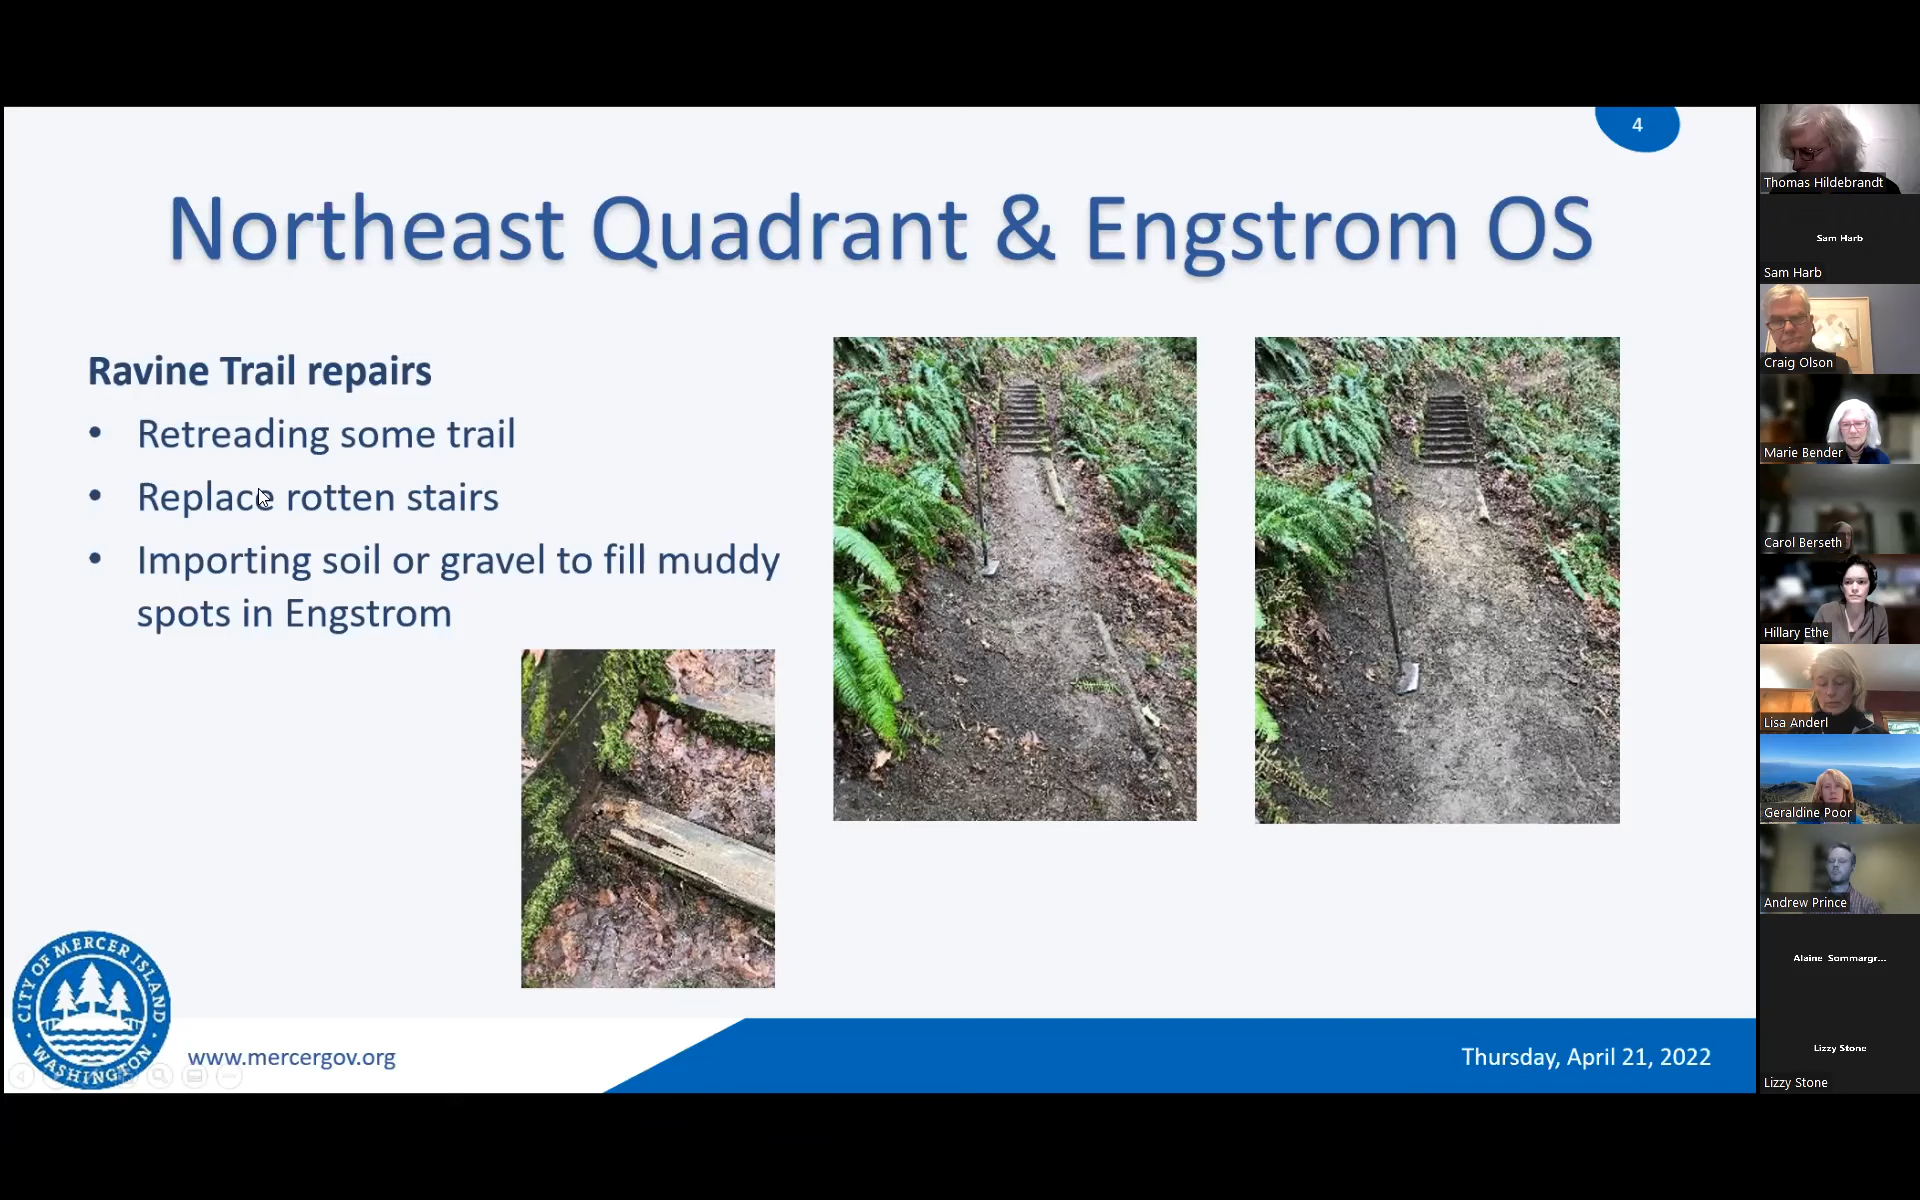 4
Northeast Quadrant & Engstrom OS
Ravine Trail repairs
• Retreading some trail
• Replace rotten stairs
• Importing soil or gravel to fill muddy
spots in Engstrom
CITY OF MERCER ISLAND
WASHINGTON
www.mercergov.org
Thursday, April 21, 2022
Thomas Hildebrandt
Sam Harb
Sam Harb
Craig Olson
Marie Bender
Carol Berseth
Hillary Ethe
Lisa Anderl
Geraldine Poor
Andrew Prince
Alaine Sommargr...
Lizzy Stone
Lizzy Stone